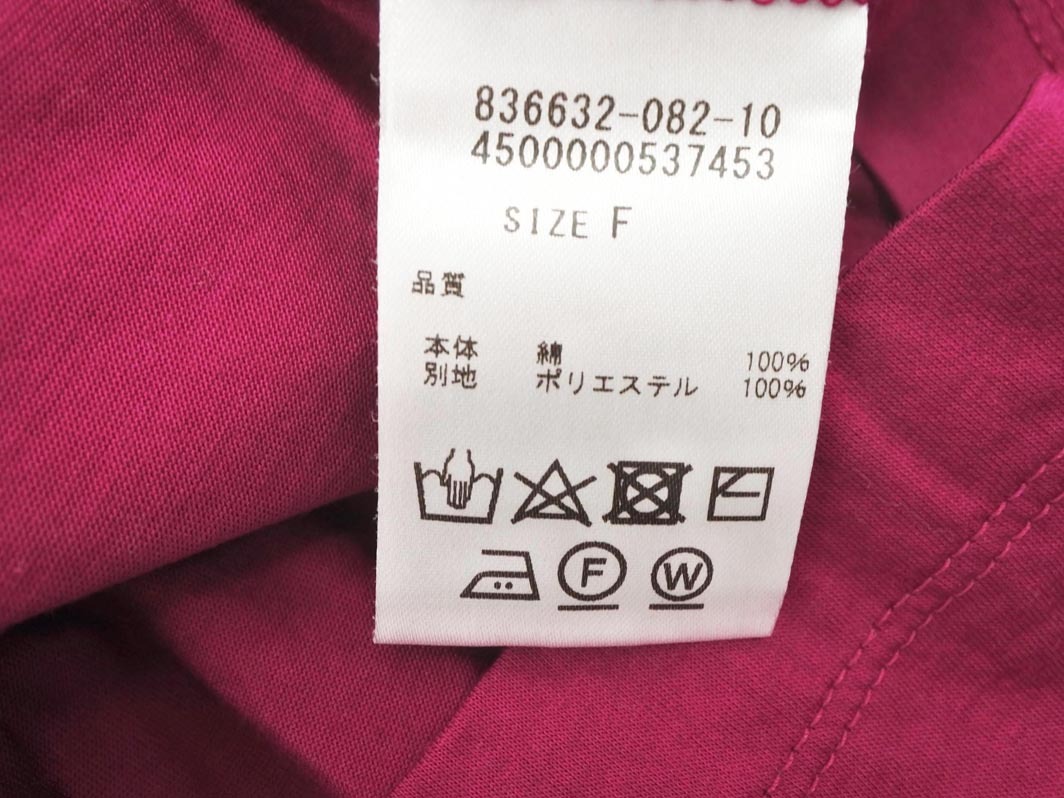 836632-082-10
4500000537453
SIZE F
品質
本体 綿 100%
別地 ポリエステル 100%
F W